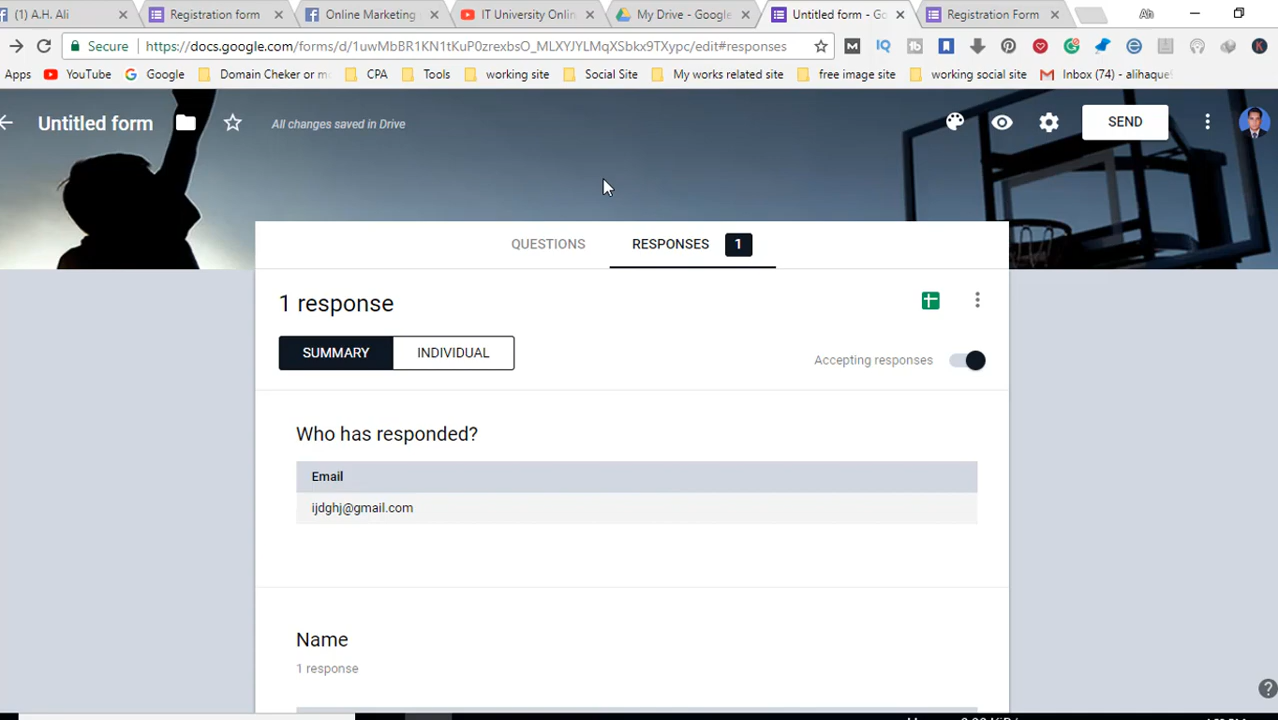 (1) A.H. Ali
Registration form
Online Marketing
IT University Onlin
My Drive - Google
Untitled form - Go
Registration Form
Ah
Secure
https://docs.google.com/forms/d/1uwMbBR1KN1tKuP0zrexesO_MLXYJYLMqXSbkx9TXypc/edit#responses
Apps
YouTube
Google
Domain Cheker or m
CPA
Tools
working site
Social Site
My works related site
free image site
working social site
Inbox (74) - alihaque
Untitled form
All changes saved in Drive
SEND
QUESTIONS
RESPONSES 1
1 response
SUMMARY
INDIVIDUAL
Accepting responses
Who has responded?
Email
ijdghj@gmail.com
Name
1 response